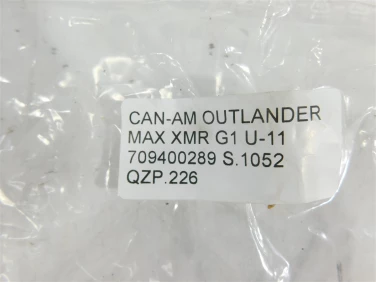 CAN-AM OUTLANDER
MAX XMR G1 U-11
709400289 S.1052
QZP.226